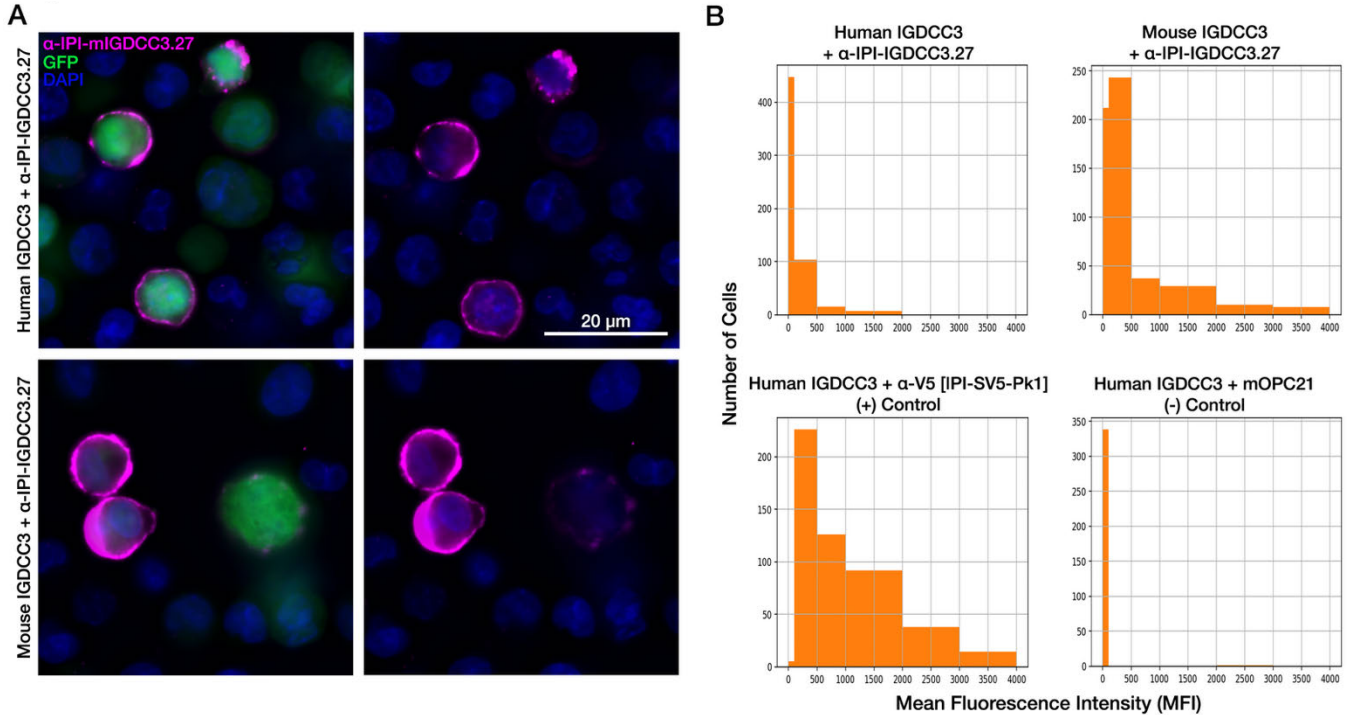 A
Human IGDCC3 + α-IPI-IGDCC3.27
α-IPI-mIGDCC3.27
GFP
DAPI
20 µm
Mouse IGDCC3 + α-IPI-IGDCC3.27
B
Number of Cells
Human IGDCC3
+ α-IPI-IGDCC3.27
400
300
200
100
0
0 500 1000 1500 2000 2500 3000 3500 4000
Mouse IGDCC3
+ α-IPI-IGDCC3.27
250
200
150
100
50
0
0 500 1000 1500 2000 2500 3000 3500 4000
Human IGDCC3 + α-V5 [IPI-SV5-Pk1]
(+) Control
200
150
100
50
0
0 500 1000 1500 2000 2500 3000 3500 4000
Human IGDCC3 + mOPC21
(-) Control
350
300
250
200
150
100
50
0
0 500 1000 1500 2000 2500 3000 3500 4000
Mean Fluorescence Intensity (MFI)